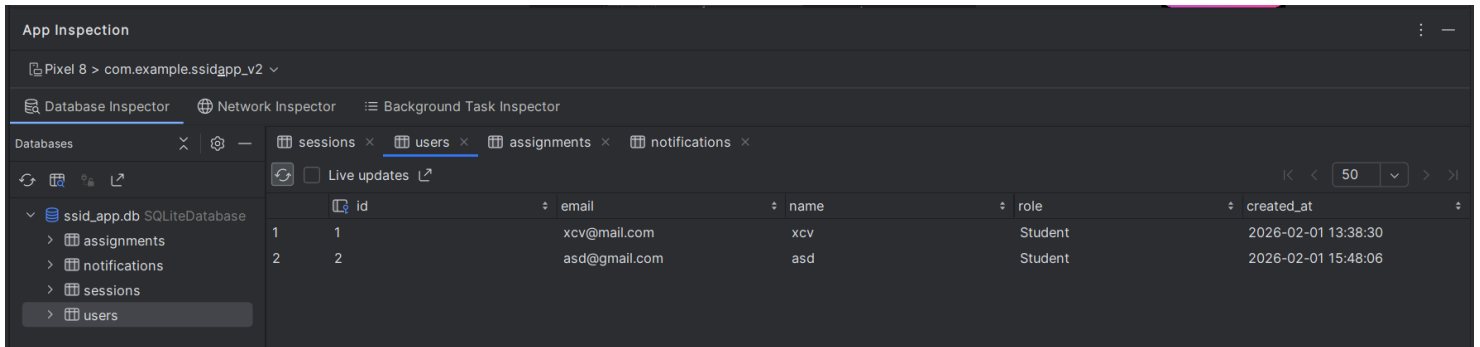 App Inspection
Pixel 8 > com.example.ssidapp_v2
Database Inspector Network Inspector Background Task Inspector
Databases sessions users assignments notifications
Live updates 50
id email name role created_at
ssid_app.db SQLiteDatabase
1 1 xcv@mail.com xcv Student 2026-02-01 13:38:30
assignments
2 2 asd@gmail.com asd Student 2026-02-01 15:48:06
notifications
sessions
users